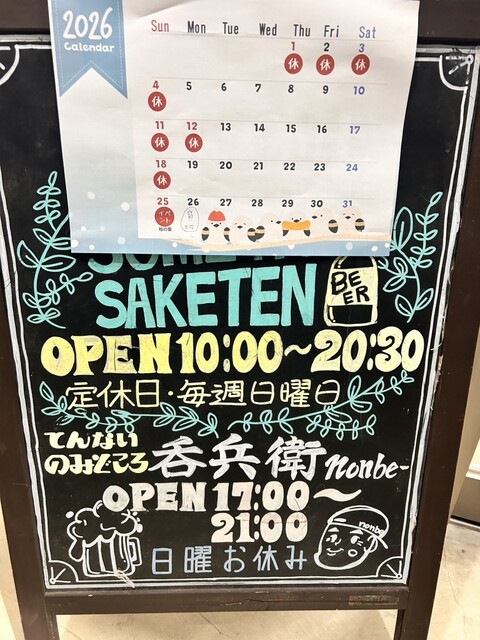 2026
Calendar
Sun Mon Tue Wed Thu Fri Sat
1 2 3
休 休 休
4 5 6 7 8 9 10
休
11 12 13 14 15 16 17
休 休
18 19 20 21 22 23 24
休
25 26 27 28 29 30 31
イベント
SAKETEN
BEER
OPEN 10:00~20:30
定休日・毎週日曜日
てんない
のみどころ
呑兵衛 nonbe-
OPEN 17:00~
21:00
nonbe
日曜お休み